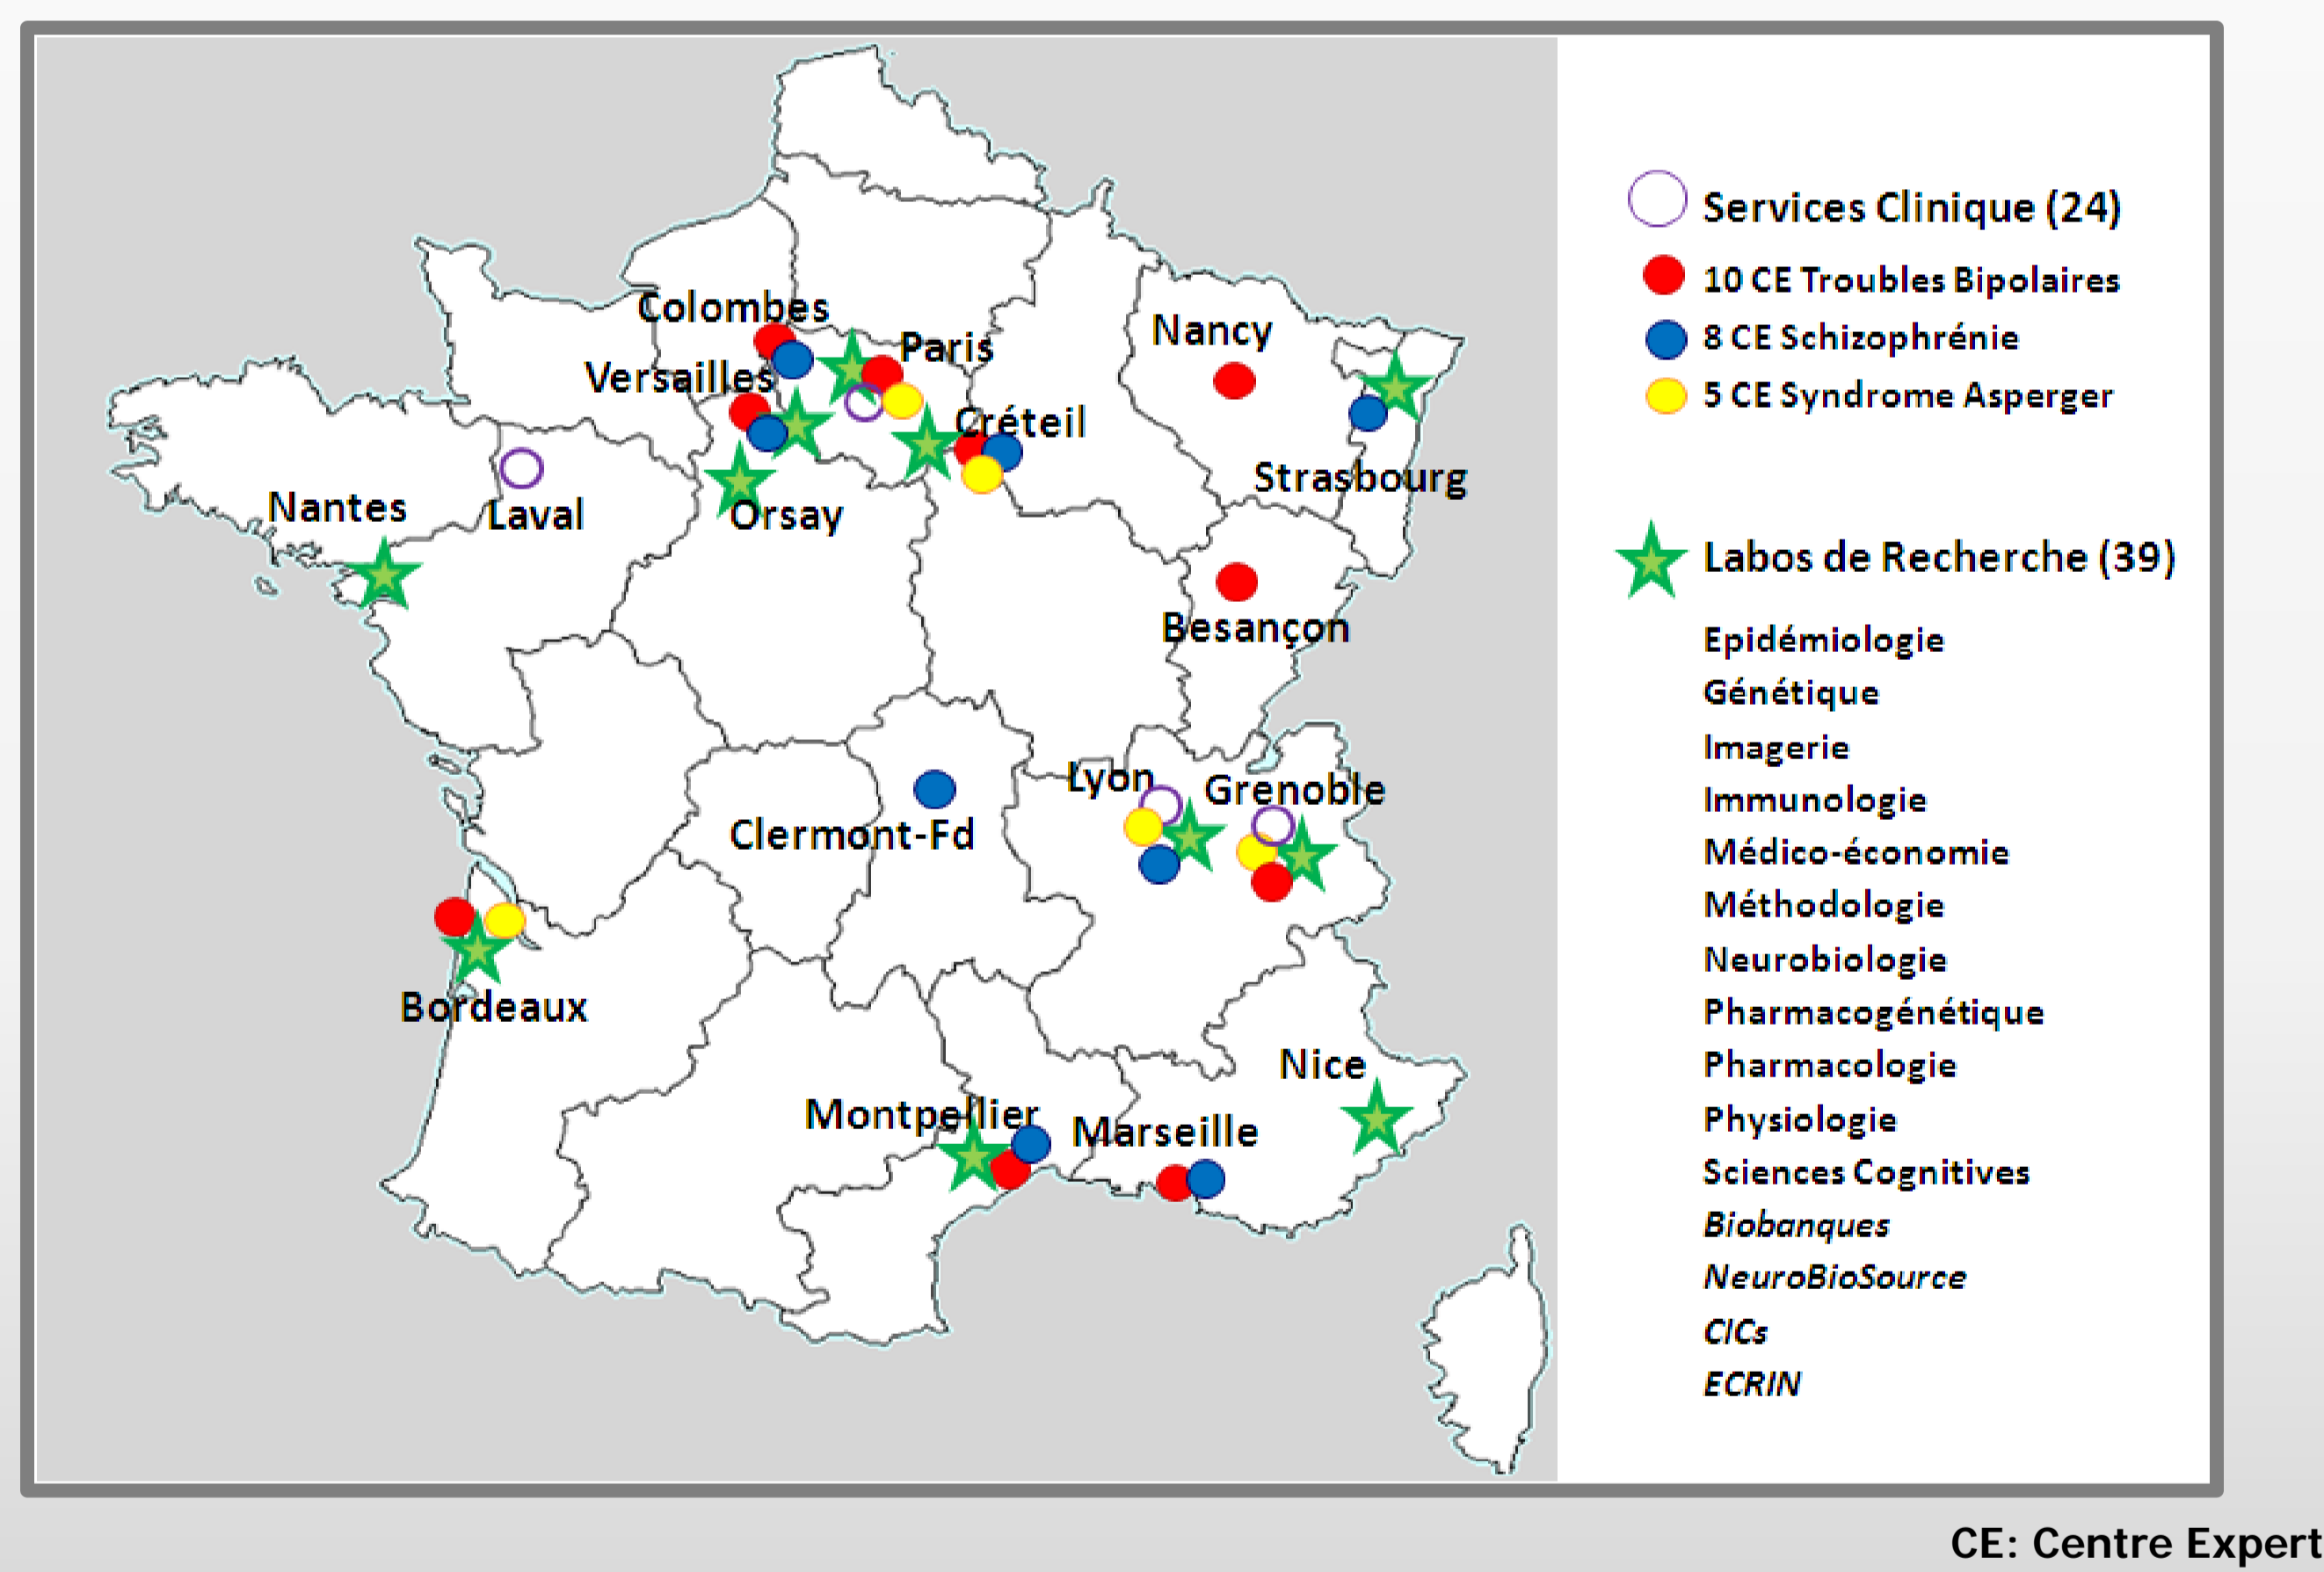 Colombes
Paris
Versailles
Créteil
Nancy
Strasbourg
Nantes
Laval
Orsay
Besançon
Lyon
Grenoble
Clermont-Fd
Bordeaux
Nice
Montpellier
Marseille
Services Clinique (24)
10 CE Troubles Bipolaires
8 CE Schizophrénie
5 CE Syndrome Asperger
Labos de Recherche (39)
Epidémiologie
Génétique
Imagerie
Immunologie
Médico-économie
Méthodologie
Neurobiologie
Pharmacogénétique
Pharmacologie
Physiologie
Sciences Cognitives
Biobanques
NeuroBioSource
CICs
ECRIN
CE: Centre Expert